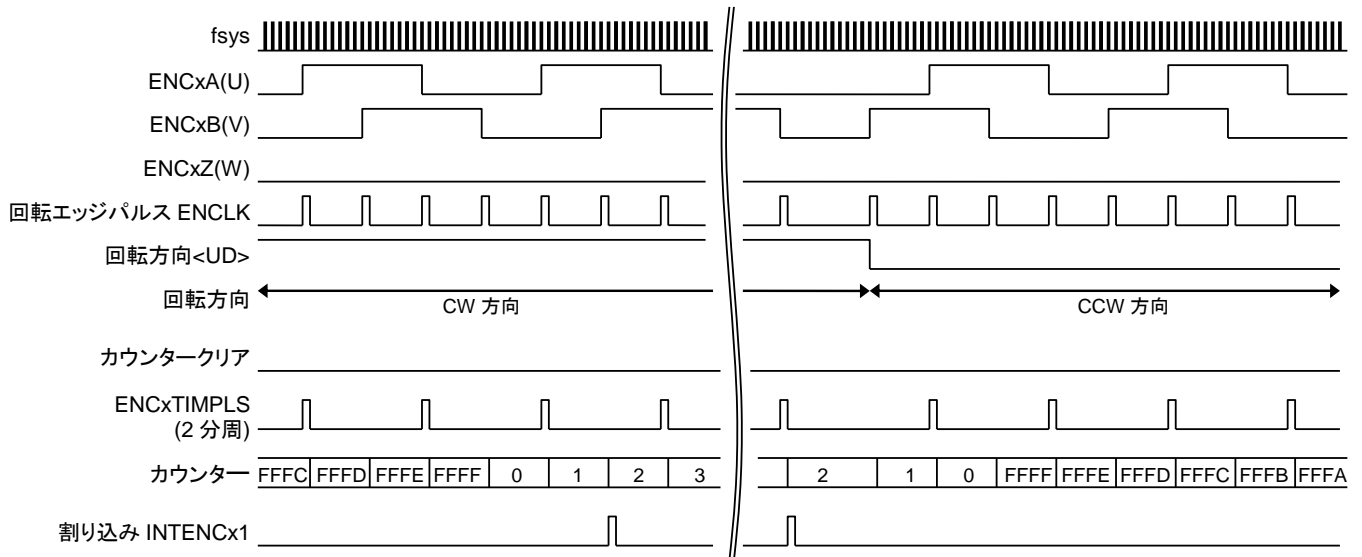 fsys
ENCxA(U)
ENCxB(V)
ENCxZ(W)
回転エッジパルス ENCLK
回転方向<UD>
回転方向
CW 方向
CCW 方向
カウンタークリア
ENCxTIMPLS
(2 分周)
カウンター FFFC FFFD FFFE FFFF 0 1 2 3 2 1 0 FFFF FFFE FFFD FFFC FFFB FFFA
割り込み INTENCx1